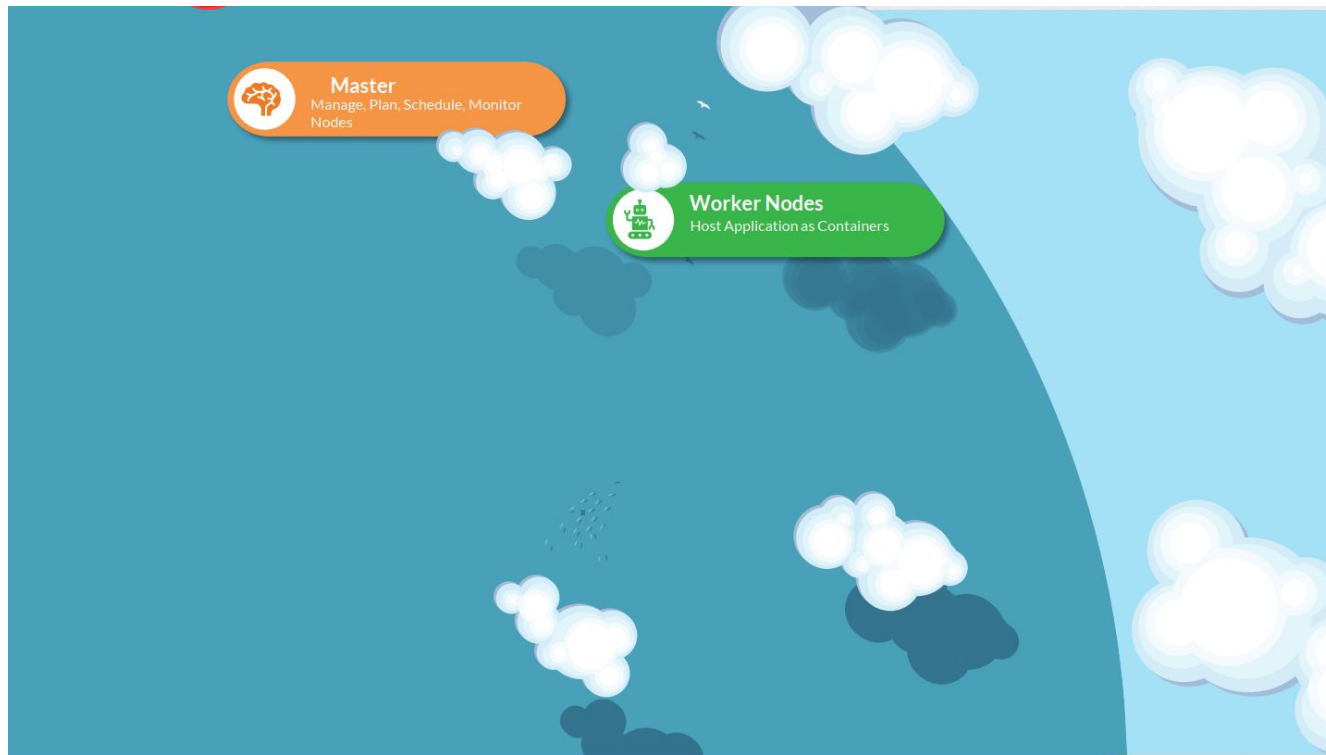 Master
Manage, Plan, Schedule, Monitor
Nodes
Worker Nodes
Host Application as Containers